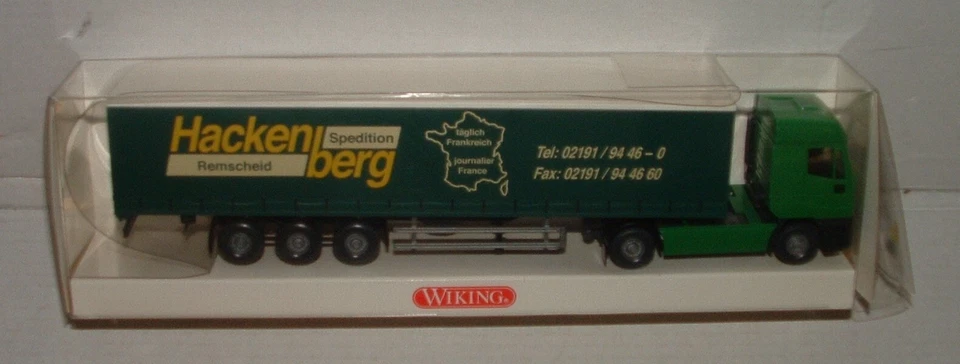 Hacken
Spedition
Remscheid
berg
täglich
Frankreich
journalier
France
Tel: 02191 / 94 46 – 0
Fax: 02191 / 94 46 60
WIKING®